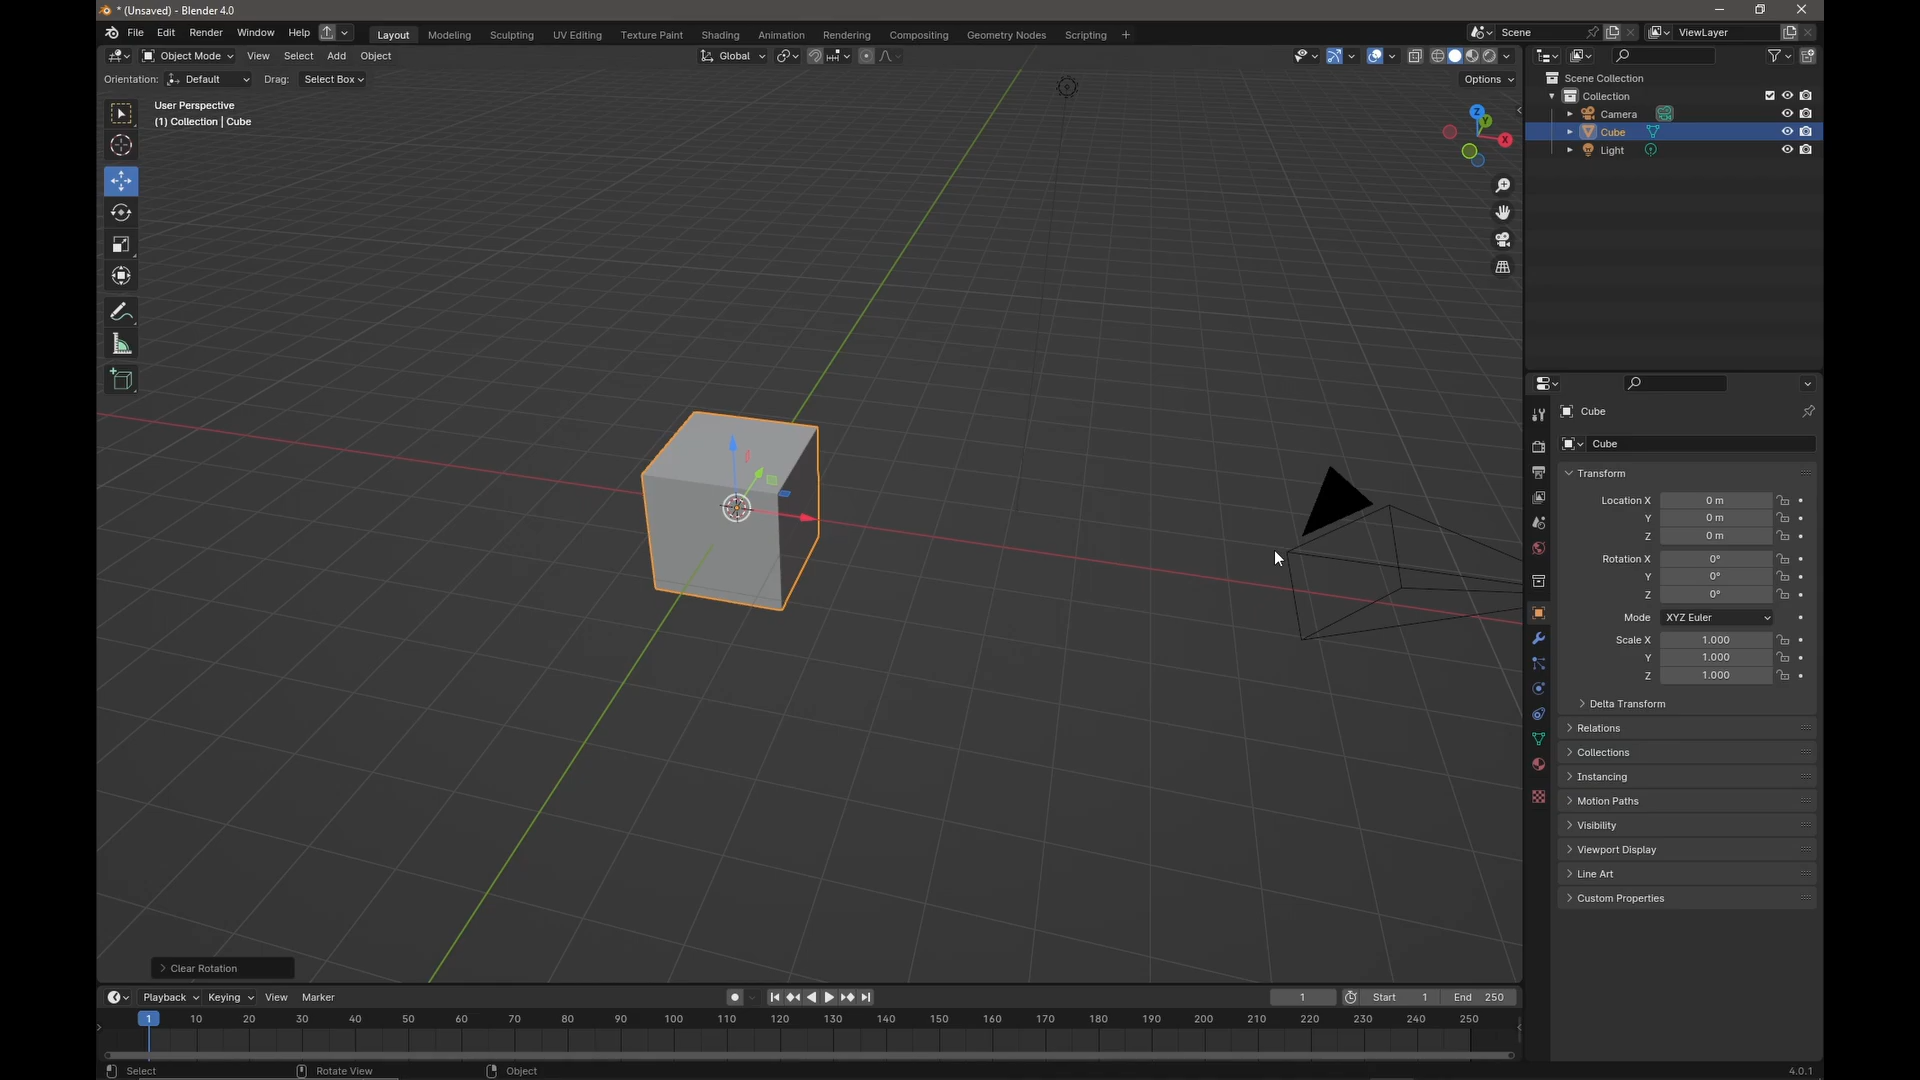 * (Unsaved) - Blender 4.0
File Edit Render Window Help Layout Modeling Sculpting UV Editing Texture Paint Shading Animation Rendering Compositing Geometry Nodes Scripting + Scene ViewLayer
Object Mode View Select Add Object Global
Orientation: Default Drag: Select Box Options
User Perspective
(1) Collection | Cube
Z
Y
X
Scene Collection
Collection
Camera
Cube
Light
Cube
Cube
Transform
Location X 0 m
Y 0 m
Z 0 m
Rotation X 0°
Y 0°
Z 0°
Mode XYZ Euler
Scale X 1.000
Y 1.000
Z 1.000
Delta Transform
Relations
Collections
Instancing
Motion Paths
Visibility
Viewport Display
Line Art
Custom Properties
Clear Rotation
Playback Keying View Marker 1 Start 1 End 250
1 10 20 30 40 50 60 70 80 90 100 110 120 130 140 150 160 170 180 190 200 210 220 230 240 250
Select Rotate View Object 4.0.1